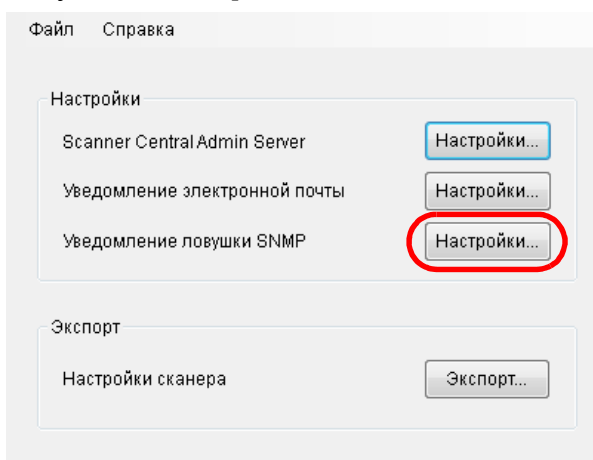 Файл Справка
Настройки
Scanner Central Admin Server Настройки...
Уведомление электронной почты Настройки...
Уведомление ловушки SNMP Настройки...
Экспорт
Настройки сканера Экспорт...